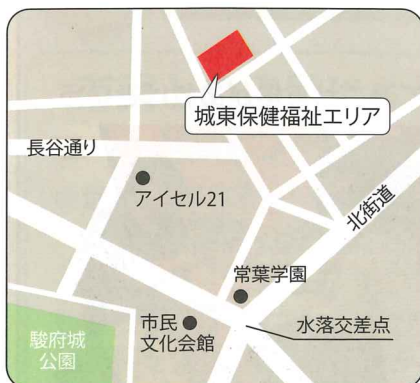 城東保健福祉エリア
長谷通り
アイセル21
北街道
常葉学園
市民
文化会館
水落交差点
駿府城
公園